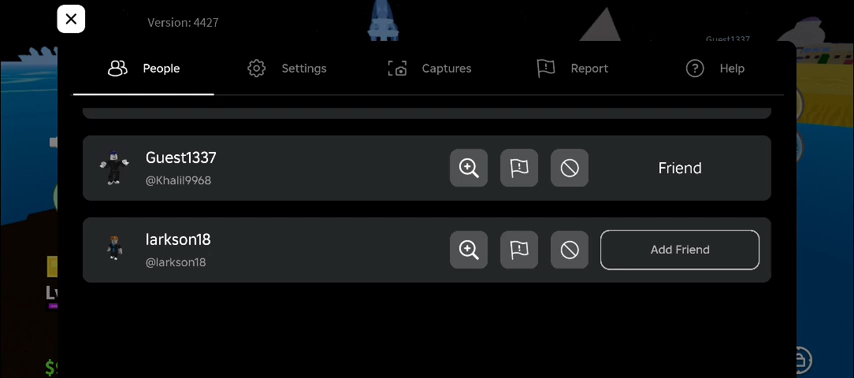 Version: 4427
Guest1337
People
Settings
Captures
Report
Help
Guest1337
@Khalil9968
Friend
larkson18
@larkson18
Add Friend